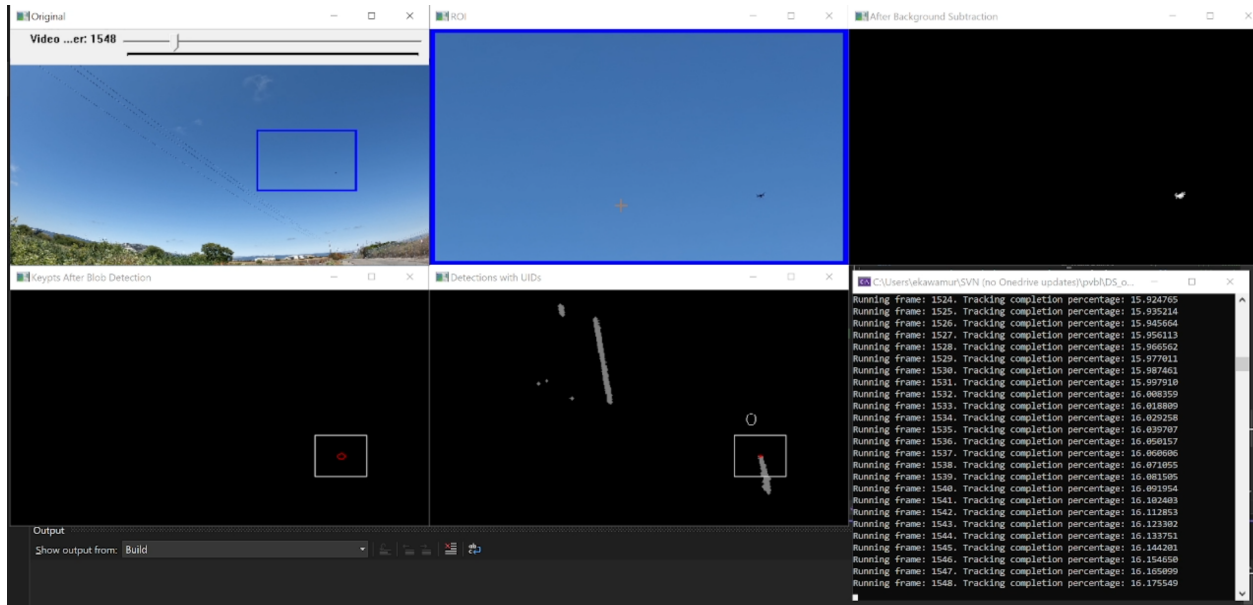 Original
Video ...er: 1548
ROI
After Background Subtraction
Keypts After Blob Detection
Detections with UIDs
0
C:\Users\ekawamur\SVN (no Onedrive updates)\pvbl\DS_o...
Running frame: 1524. Tracking completion percentage: 15.924765
Running frame: 1525. Tracking completion percentage: 15.935214
Running frame: 1526. Tracking completion percentage: 15.945664
Running frame: 1527. Tracking completion percentage: 15.956113
Running frame: 1528. Tracking completion percentage: 15.966562
Running frame: 1529. Tracking completion percentage: 15.977011
Running frame: 1530. Tracking completion percentage: 15.987461
Running frame: 1531. Tracking completion percentage: 15.997910
Running frame: 1532. Tracking completion percentage: 16.008359
Running frame: 1533. Tracking completion percentage: 16.018809
Running frame: 1534. Tracking completion percentage: 16.029258
Running frame: 1535. Tracking completion percentage: 16.039707
Running frame: 1536. Tracking completion percentage: 16.050157
Running frame: 1537. Tracking completion percentage: 16.060606
Running frame: 1538. Tracking completion percentage: 16.071055
Running frame: 1539. Tracking completion percentage: 16.081505
Running frame: 1540. Tracking completion percentage: 16.091954
Running frame: 1541. Tracking completion percentage: 16.102403
Running frame: 1542. Tracking completion percentage: 16.112853
Running frame: 1543. Tracking completion percentage: 16.123302
Running frame: 1544. Tracking completion percentage: 16.133751
Running frame: 1545. Tracking completion percentage: 16.144201
Running frame: 1546. Tracking completion percentage: 16.154650
Running frame: 1547. Tracking completion percentage: 16.165099
Running frame: 1548. Tracking completion percentage: 16.175549
Output
Show output from: Build